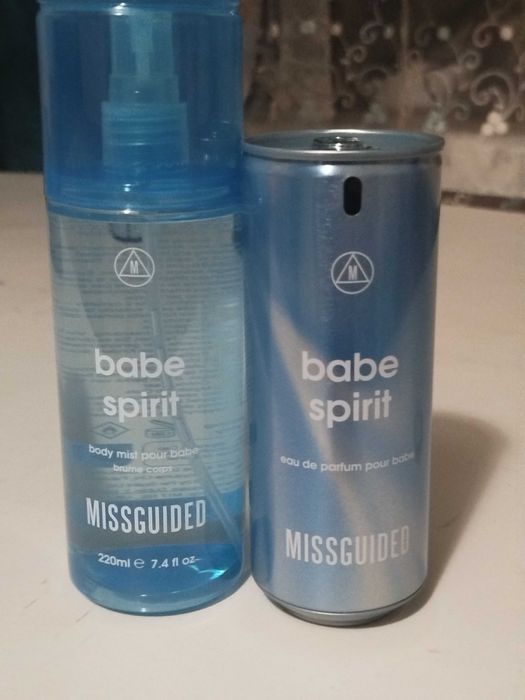 M
babe
spirit
body mist pour babe
brume corps
MISSGUIDED
220ml e 7.4 fl oz
M
babe
spirit
eau de parfum pour babe
MISSGUIDED